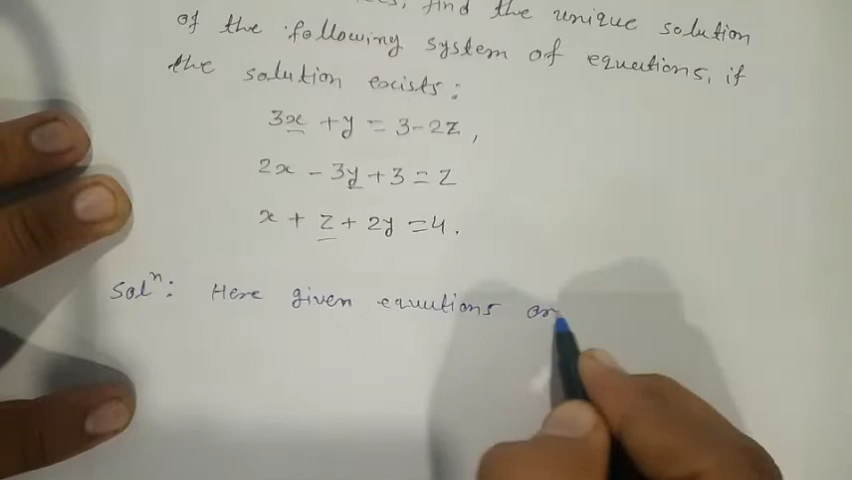 find the unique solution
of the following system of equations, if
the solution exists:
3x + y = 3 - 2z,
2x - 3y + 3 = z
x + z + 2y = 4.
Solⁿ: Here given equations ar